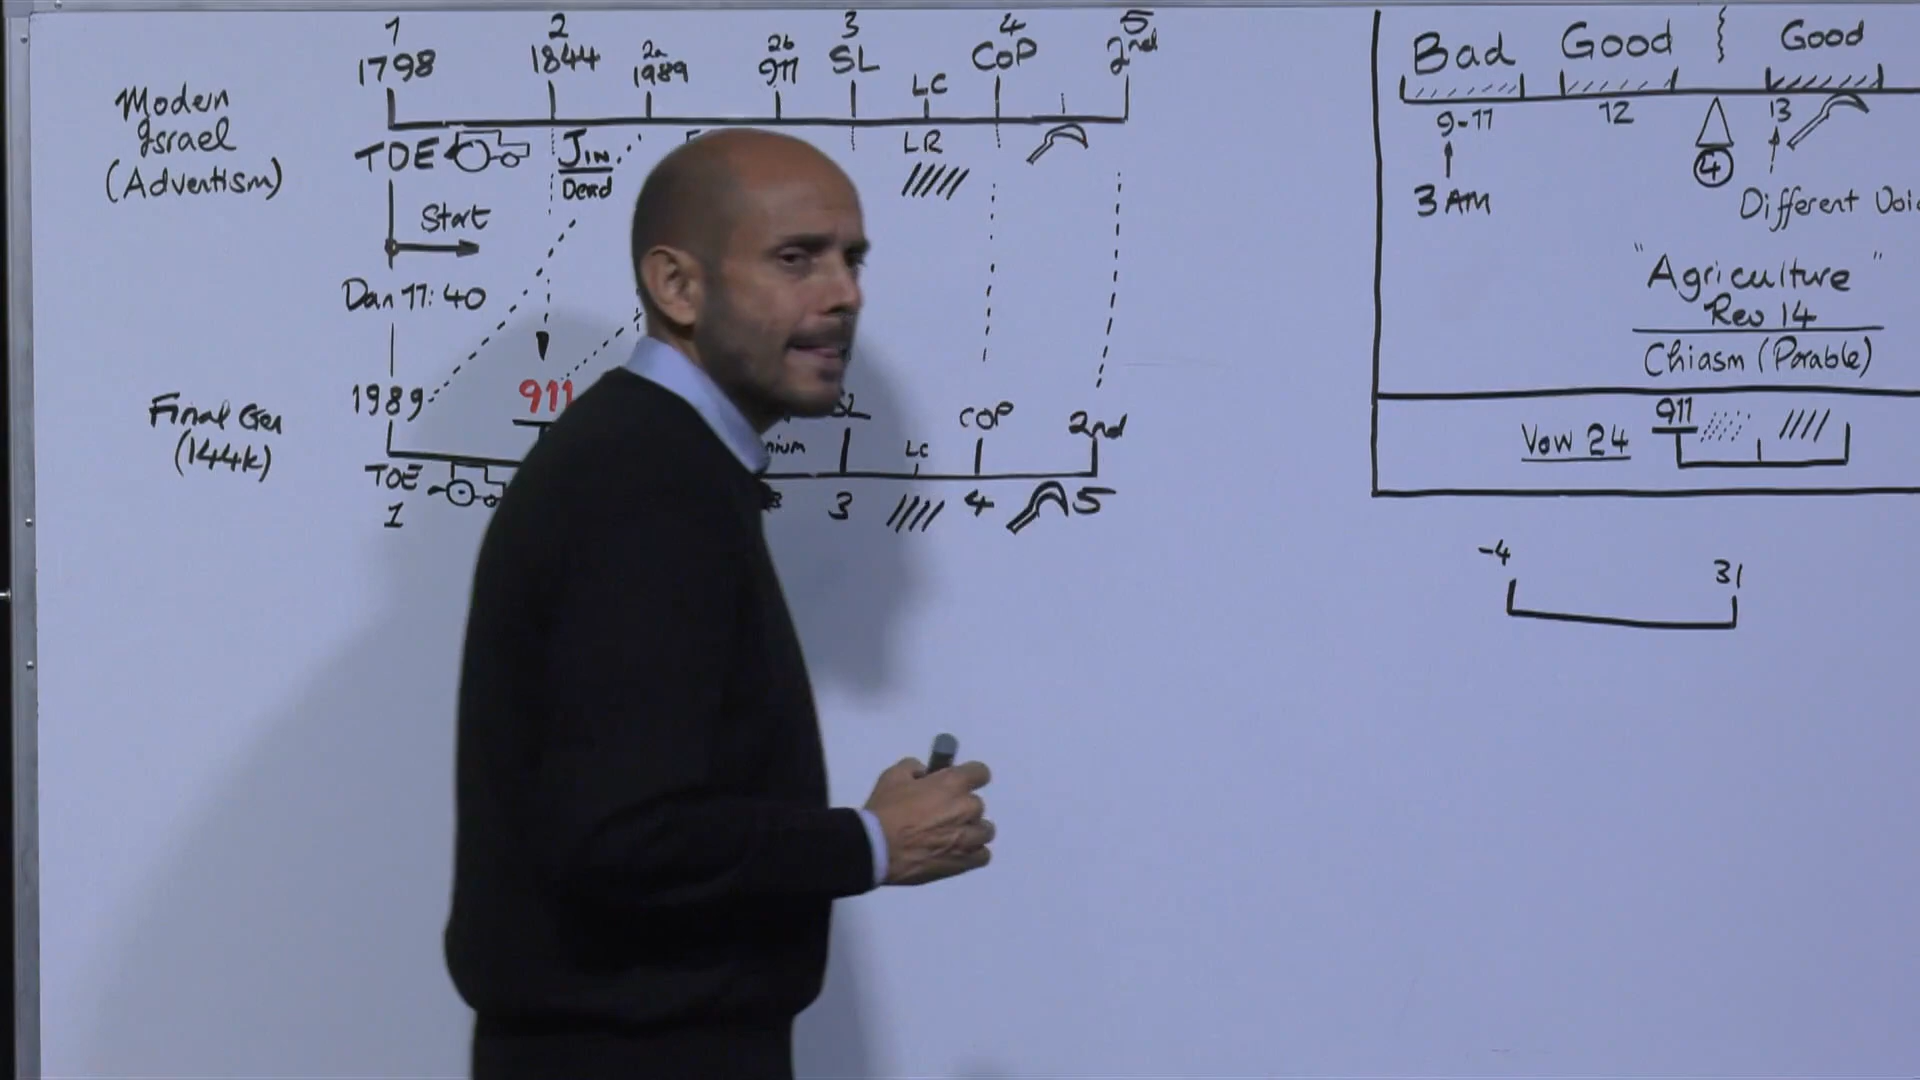 1 2 3 4 5
1798 1844 2a 1989 2b 911 SL LC CoP 2nd
Modern
Israel
(Adventism)
TOE JIN LR
Dead
Start
Dan 11:40
1989 911 SL LC COP 2nd
Final Gen
(144k)
TOE
1 3 4 5
Bad Good Good
9-11 12 13
3 AM 4 Different
"Agriculture"
Rev 14
Chiasm (Parable)
911
Vow 24
-4 31